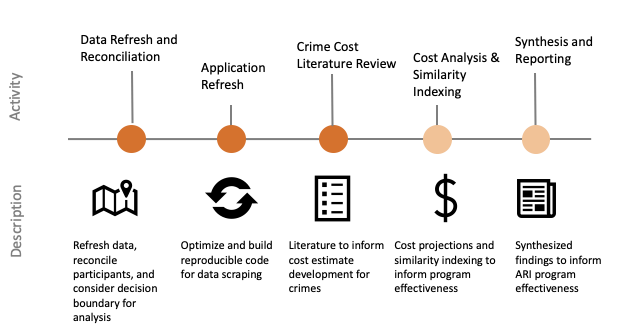 Data Refresh and
Reconciliation
Application
Refresh
Crime Cost
Literature Review
Cost Analysis &
Similarity
Indexing
Synthesis and
Reporting
Activity
Description
Refresh data,
reconcile
participants, and
consider decision
boundary for
analysis
Optimize and build
reproducible code
for data scraping
Literature to inform
cost estimate
development for
crimes
Cost projections and
similarity indexing to
inform program
effectiveness
Synthesized
findings to inform
ARI program
effectiveness